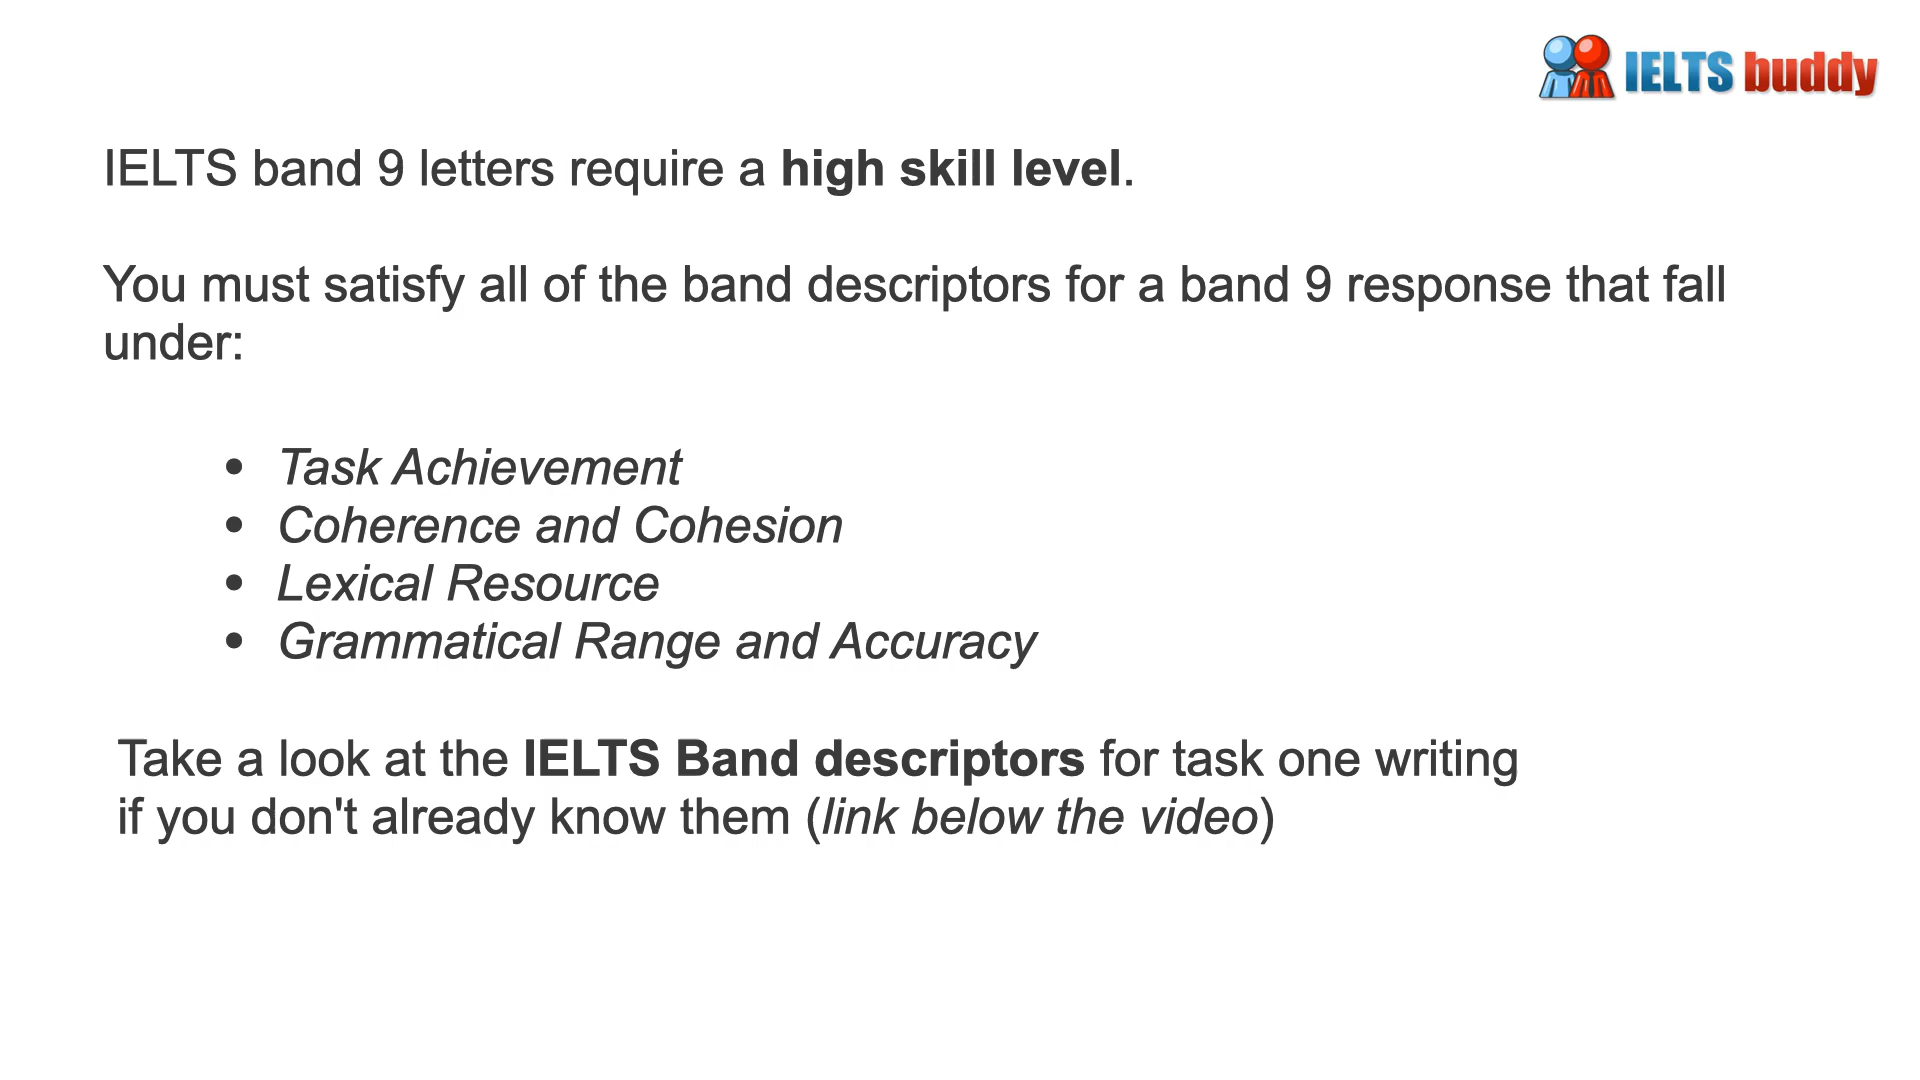 IELTS buddy
IELTS band 9 letters require a high skill level.
You must satisfy all of the band descriptors for a band 9 response that fall
under:
• Task Achievement
• Coherence and Cohesion
• Lexical Resource
• Grammatical Range and Accuracy
Take a look at the IELTS Band descriptors for task one writing
if you don't already know them (link below the video)